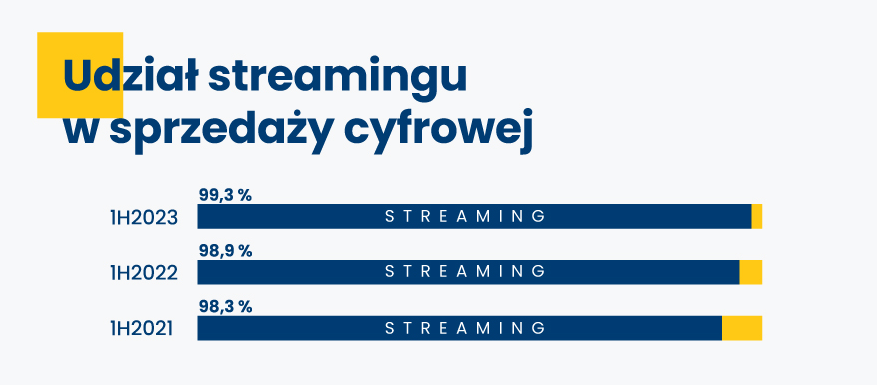 Udział streamingu
w sprzedaży cyfrowej
99,3 %
1H2023 STREAMING
98,9 %
1H2022 STREAMING
98,3 %
1H2021 STREAMING